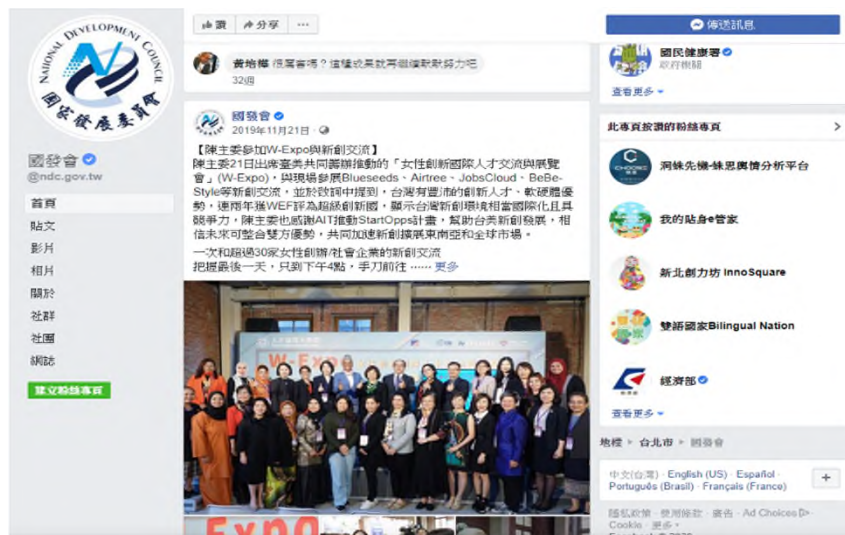 NATIONAL DEVELOPMENT COUNCIL
國家發展委員會
國發會
@ndc.gov.tw
首頁
貼文
影片
相片
關於
社群
社團
網誌
建立粉絲專頁
讚
分享
黃培樺 很厲害嗎？這種成果就再繼續默默努力吧
32週
國發會
2019年11月21日
【陳主委參加W-Expo與新創交流】
陳主委21日出席臺美共同籌辦推動的「女性創新國際人才交流與展覽
會」(W-Expo)，與現場參展Blueseeds、Airtree、JobsCloud、BeBe-
Style等新創交流，並於致詞中提到，台灣有豐沛的創新人才、軟硬體優
勢，連兩年獲WEF評為超級創新國，顯示台灣新創環境相當國際化且具
競爭力，陳主委也感謝AIT推動StartOpps計畫，幫助台美新創發展，相
信未來可整合雙方優勢，共同加速新創擴展東南亞和全球市場。
一次和超過30家女性創辦/社會企業的新創交流
把握最後一天，只到下午4點，手刀前往 …… 更多
W-Expo
Expo
傳送訊息
國民健康署
政府機關
查看更多
此專頁按讚的粉絲專頁
洞悉先機-輿思輿情分析平台
我的貼身e管家
新北創力坊 InnoSquare
雙語國家Bilingual Nation
經濟部
查看更多
地標 ▸ 台北市 ▸ 國發會
中文(台灣) · English (US) · Español ·
Português (Brasil) · Français (France)
隱私政策 · 使用條款 · 廣告 · Ad Choices ·
Cookie · 更多